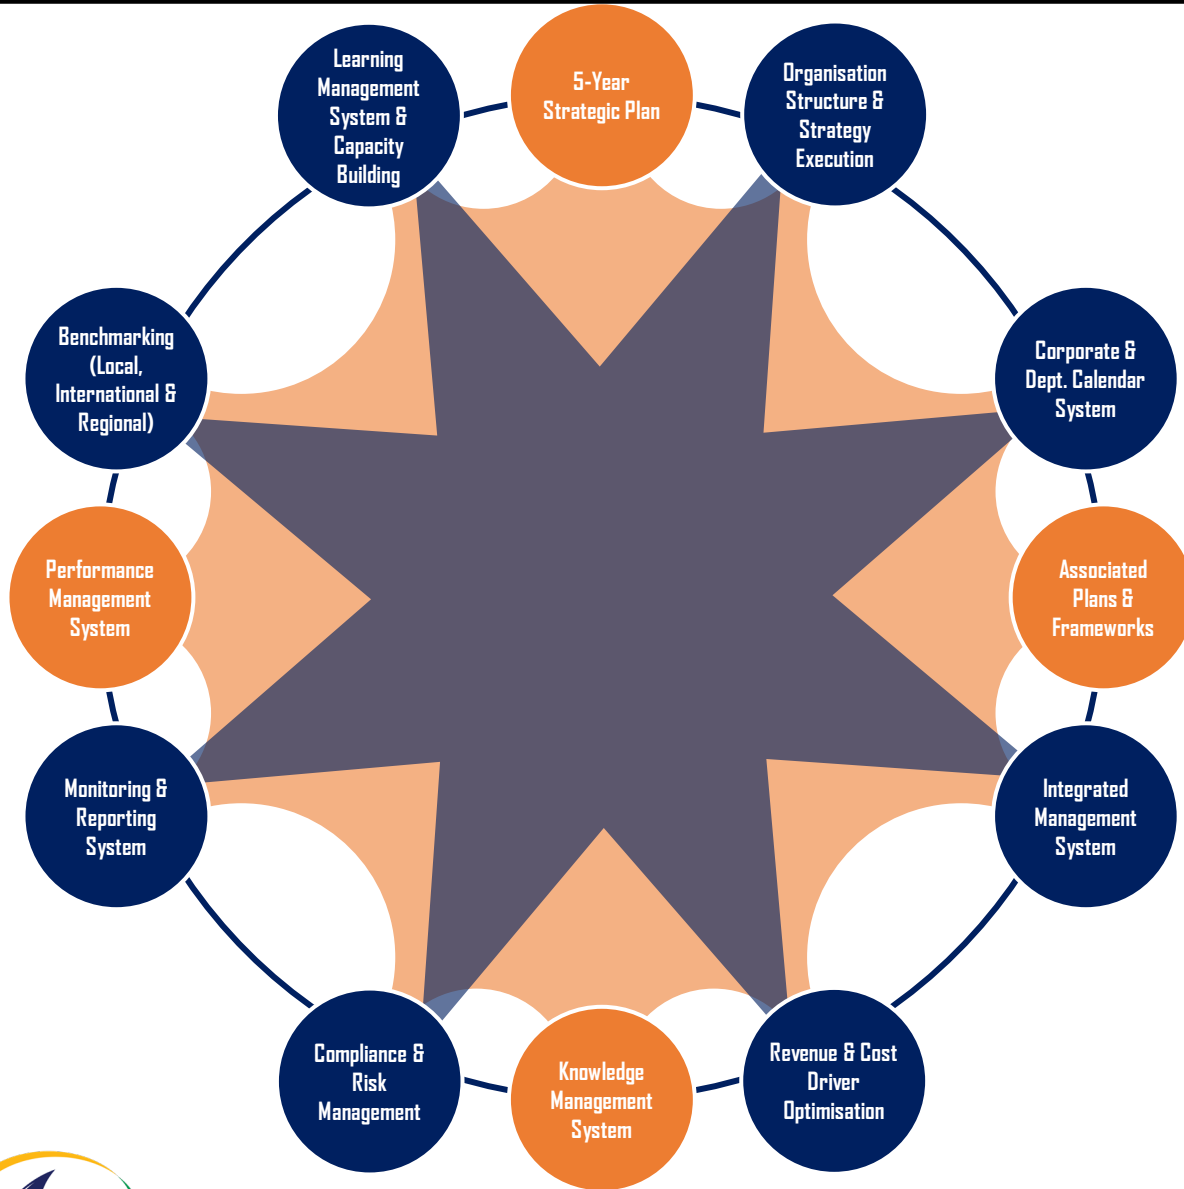 5-Year
Strategic Plan
Organisation
Structure &
Strategy
Execution
Corporate &
Dept. Calendar
System
Associated
Plans &
Frameworks
Integrated
Management
System
Revenue & Cost
Driver
Optimisation
Knowledge
Management
System
Compliance &
Risk
Management
Monitoring &
Reporting
System
Performance
Management
System
Benchmarking
(Local,
International &
Regional)
Learning
Management
System &
Capacity
Building